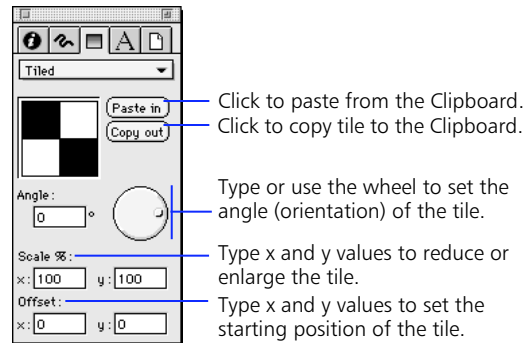 A
Tiled
Paste in
Click to paste from the Clipboard.
Copy out
Click to copy tile to the Clipboard.
Angle:
0 °
Type or use the wheel to set the
angle (orientation) of the tile.
Scale %:
x: 100 y: 100
Type x and y values to reduce or
enlarge the tile.
Offset:
x: 0 y: 0
Type x and y values to set the
starting position of the tile.